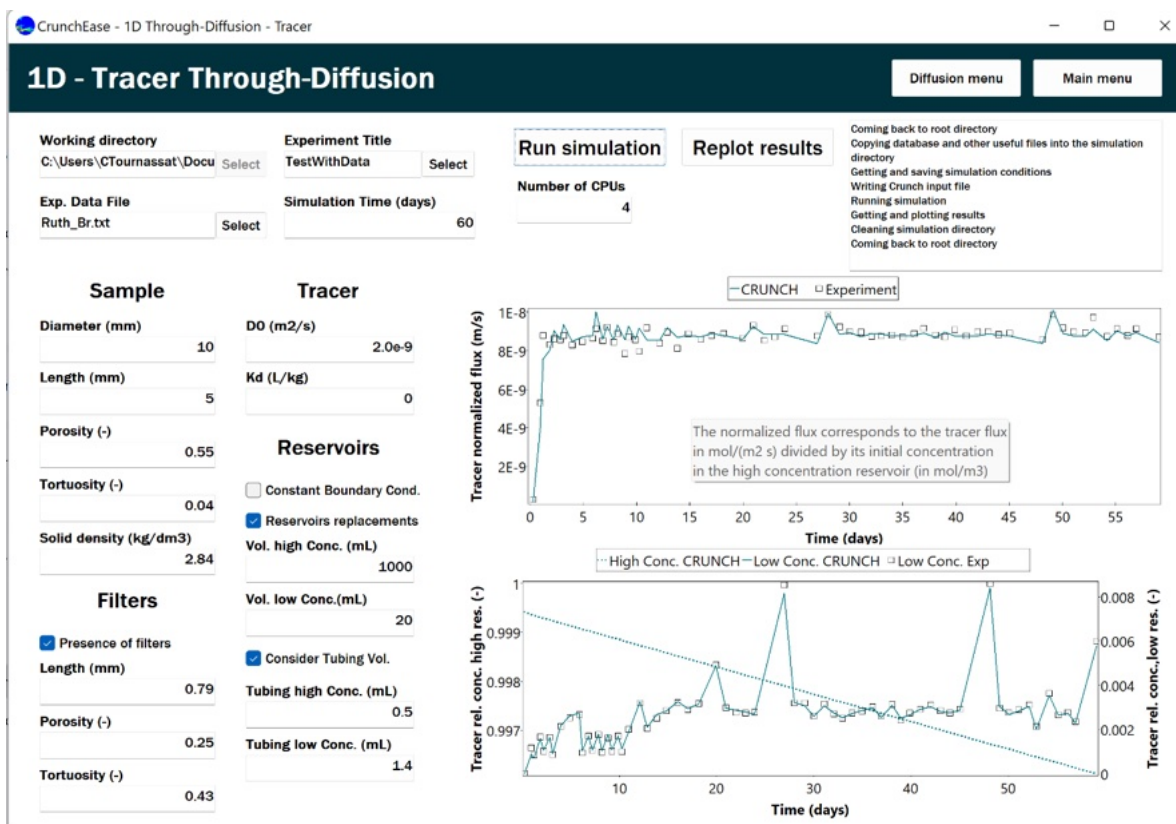 CrunchEase - 1D Through-Diffusion - Tracer
1D - Tracer Through-Diffusion
Diffusion menu
Main menu
Working directory
C:\Users\CTournassat\Docu
Select
Experiment Title
TestWithData
Select
Exp. Data File
Ruth_Br.txt
Select
Simulation Time (days)
60
Run simulation
Replot results
Number of CPUs
4
Coming back to root directory
Copying database and other useful files into the simulation
directory
Getting and saving simulation conditions
Writing Crunch input file
Running simulation
Getting and plotting results
Cleaning simulation directory
Coming back to root directory
Sample
Diameter (mm)
10
Length (mm)
5
Porosity (-)
0.55
Tortuosity (-)
0.04
Solid density (kg/dm3)
2.84
Filters
Presence of filters
Length (mm)
0.79
Porosity (-)
0.25
Tortuosity (-)
0.43
Tracer
D0 (m2/s)
2.0e-9
Kd (L/kg)
0
Reservoirs
Constant Boundary Cond.
Reservoirs replacements
Vol. high Conc. (mL)
1000
Vol. low Conc.(mL)
20
Consider Tubing Vol.
Tubing high Conc. (mL)
0.5
Tubing low Conc. (mL)
1.4
CRUNCH
Experiment
Tracer normalized flux (m/s)
1E-8
8E-9
6E-9
4E-9
2E-9
The normalized flux corresponds to the tracer flux
in mol/(m2 s) divided by its initial concentration
in the high concentration reservoir (in mol/m3)
0 5 10 15 20 25 30 35 40 45 50 55
Time (days)
High Conc. CRUNCH
Low Conc. CRUNCH
Low Conc. Exp
Tracer rel. conc. high res. (-)
1
0.999
0.998
0.997
0.008
0.006
0.004
0.002
0
Tracer rel. conc.,low res. (-)
10 20 30 40 50
Time (days)